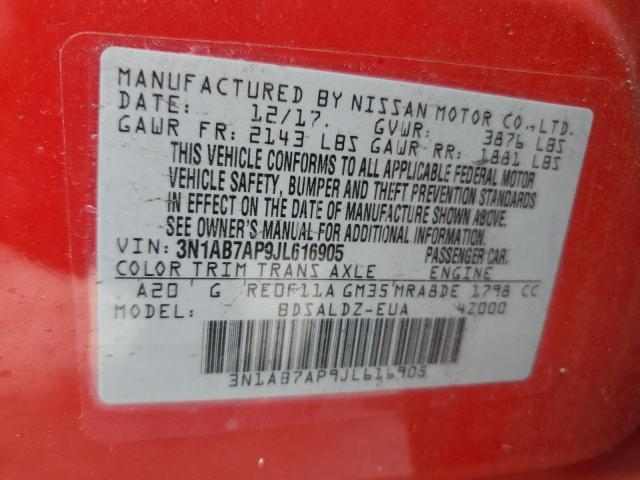 MANUFACTURED BY NISSAN MOTOR CO., LTD.
DATE: 12/17. GVWR: 3876 LBS
GAWR FR: 2143 LBS GAWR RR: 1881 LBS
THIS VEHICLE CONFORMS TO ALL APPLICABLE FEDERAL MOTOR
VEHICLE SAFETY, BUMPER AND THEFT PREVENTION STANDARDS
IN EFFECT ON THE DATE OF MANUFACTURE SHOWN ABOVE.
SEE OWNER'S MANUAL FOR ADDITIONAL INFORMATION
VIN: 3N1AB7AP9JL616905 PASSENGER CAR.
COLOR TRIM TRANS AXLE ENGINE
A20 G RE0F11A GM35 MRA8DE 1798 CC
MODEL: BDSALDZ-EUA 4Z000
3N1AB7AP9JL616905